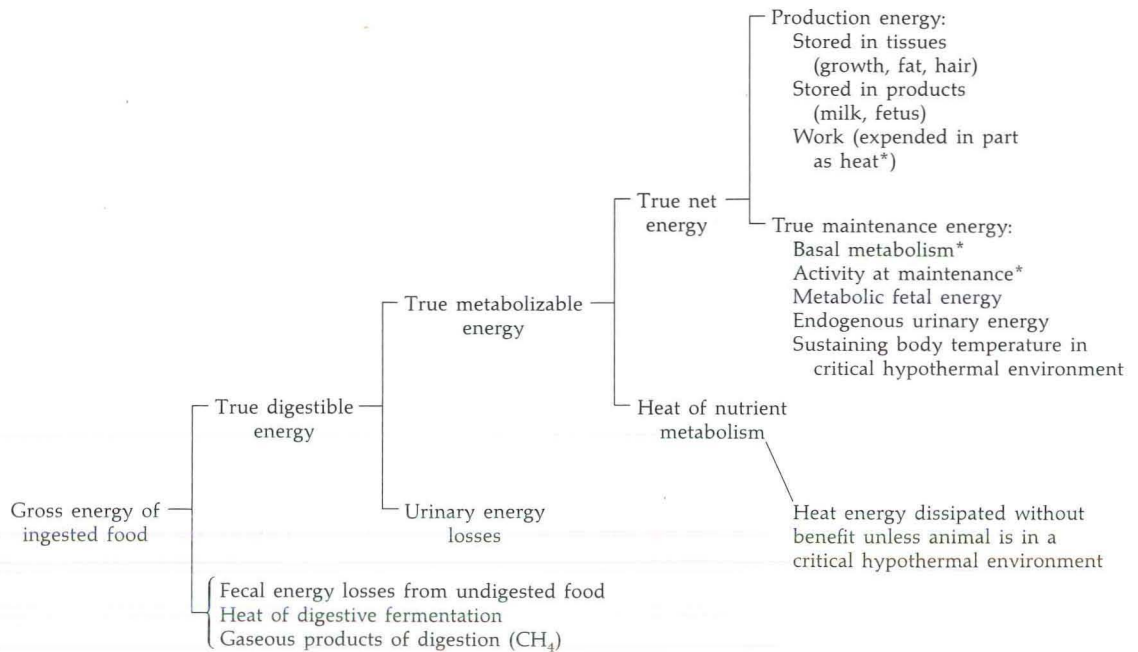 Production energy:
Stored in tissues
(growth, fat, hair)
Stored in products
(milk, fetus)
Work (expended in part
as heat*)
True net
energy
True maintenance energy:
Basal metabolism*
Activity at maintenance*
Metabolic fetal energy
Endogenous urinary energy
Sustaining body temperature in
critical hypothermal environment
True metabolizable
energy
Heat of nutrient
metabolism
Heat energy dissipated without
benefit unless animal is in a
critical hypothermal environment
True digestible
energy
Urinary energy
losses
Gross energy of
ingested food
Fecal energy losses from undigested food
Heat of digestive fermentation
Gaseous products of digestion (CH₄)